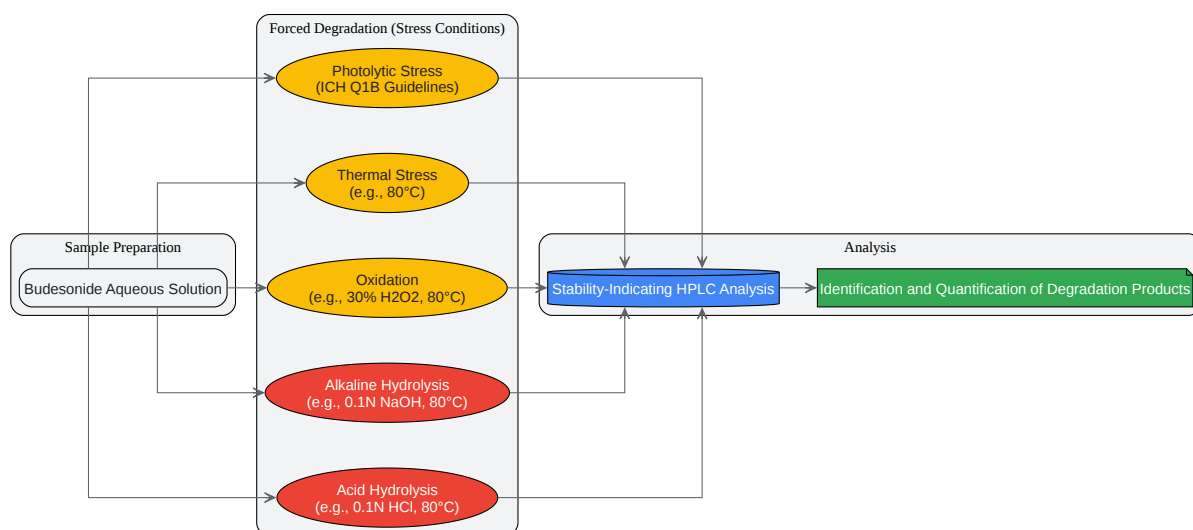 Forced Degradation (Stress Conditions)
Photolytic Stress
(ICH Q1B Guidelines)
Thermal Stress
(e.g., 80°C)
Sample Preparation
Budesonide Aqueous Solution
Oxidation
(e.g., 30% H2O2, 80°C)
Analysis
Stability-Indicating HPLC Analysis
Identification and Quantification of Degradation Products
Alkaline Hydrolysis
(e.g., 0.1N NaOH, 80°C)
Acid Hydrolysis
(e.g., 0.1N HCl, 80°C)